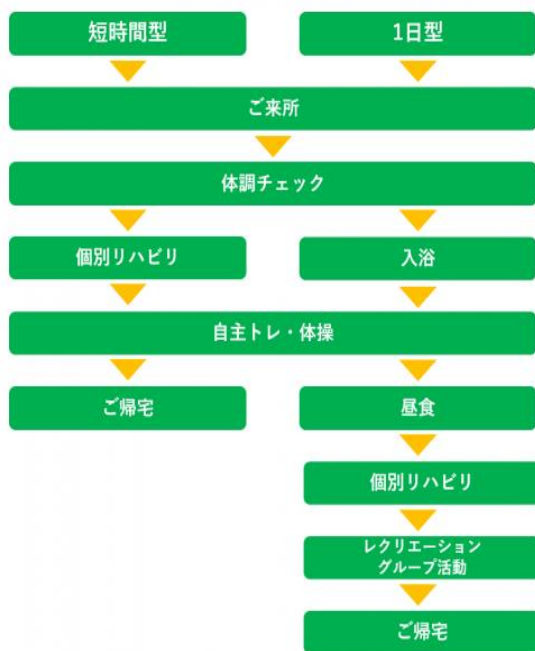 短時間型
1日型
ご来所
体調チェック
個別リハビリ
入浴
自主トレ・体操
ご帰宅
昼食
個別リハビリ
レクリエーション
グループ活動
ご帰宅